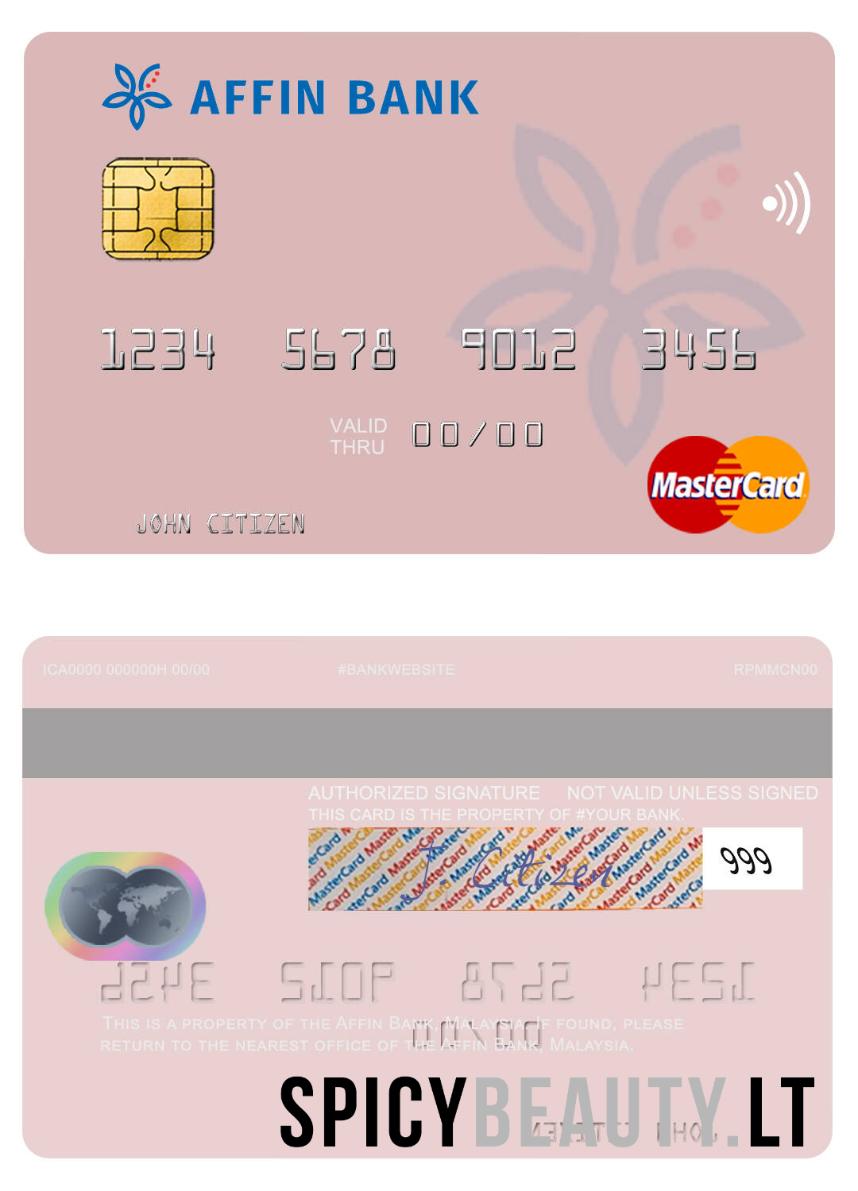 AFFIN BANK
1234 5678 9012 3456
VALID THRU 00/00
JOHN CITIZEN
MasterCard
ICA0000 000000H 00/00 #BANKWEBSITE RPMMCN00
AUTHORIZED SIGNATURE NOT VALID UNLESS SIGNED
THIS CARD IS THE PROPERTY OF #YOUR BANK.
J Citizen 999
THIS IS A PROPERTY OF THE AFFIN BANK, MALAYSIA. IF FOUND, PLEASE
RETURN TO THE NEAREST OFFICE OF THE AFFIN BANK, MALAYSIA.
SPICYBEAUTY.LT